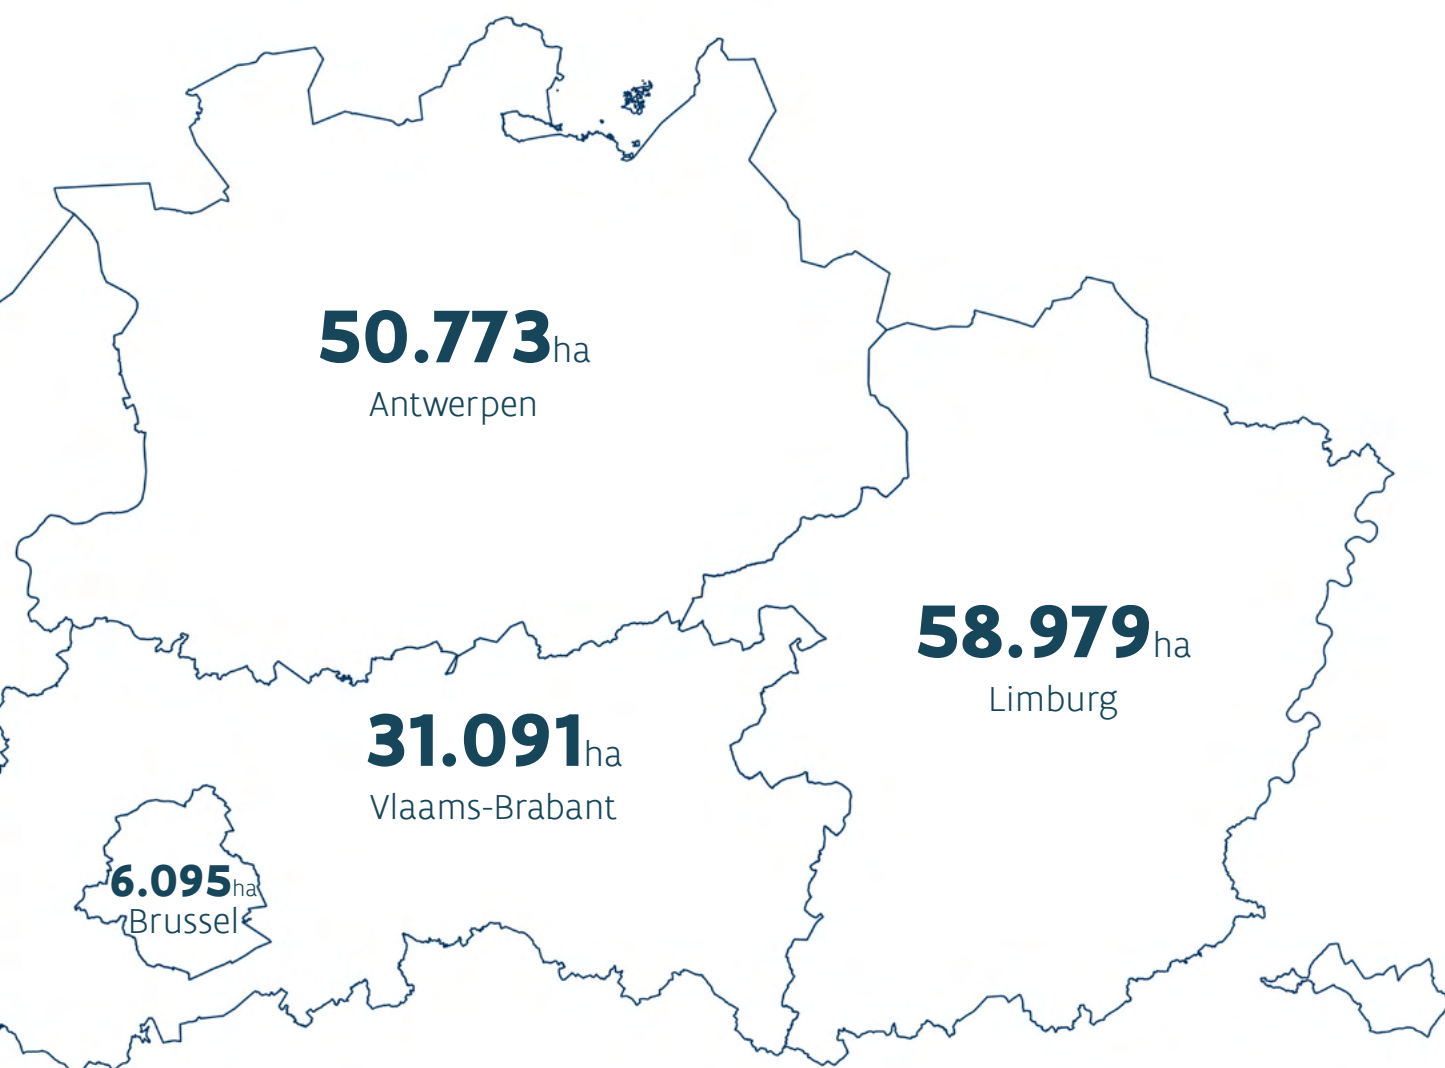 50.773ha
Antwerpen
58.979ha
Limburg
31.091ha
Vlaams-Brabant
6.095ha
Brussel